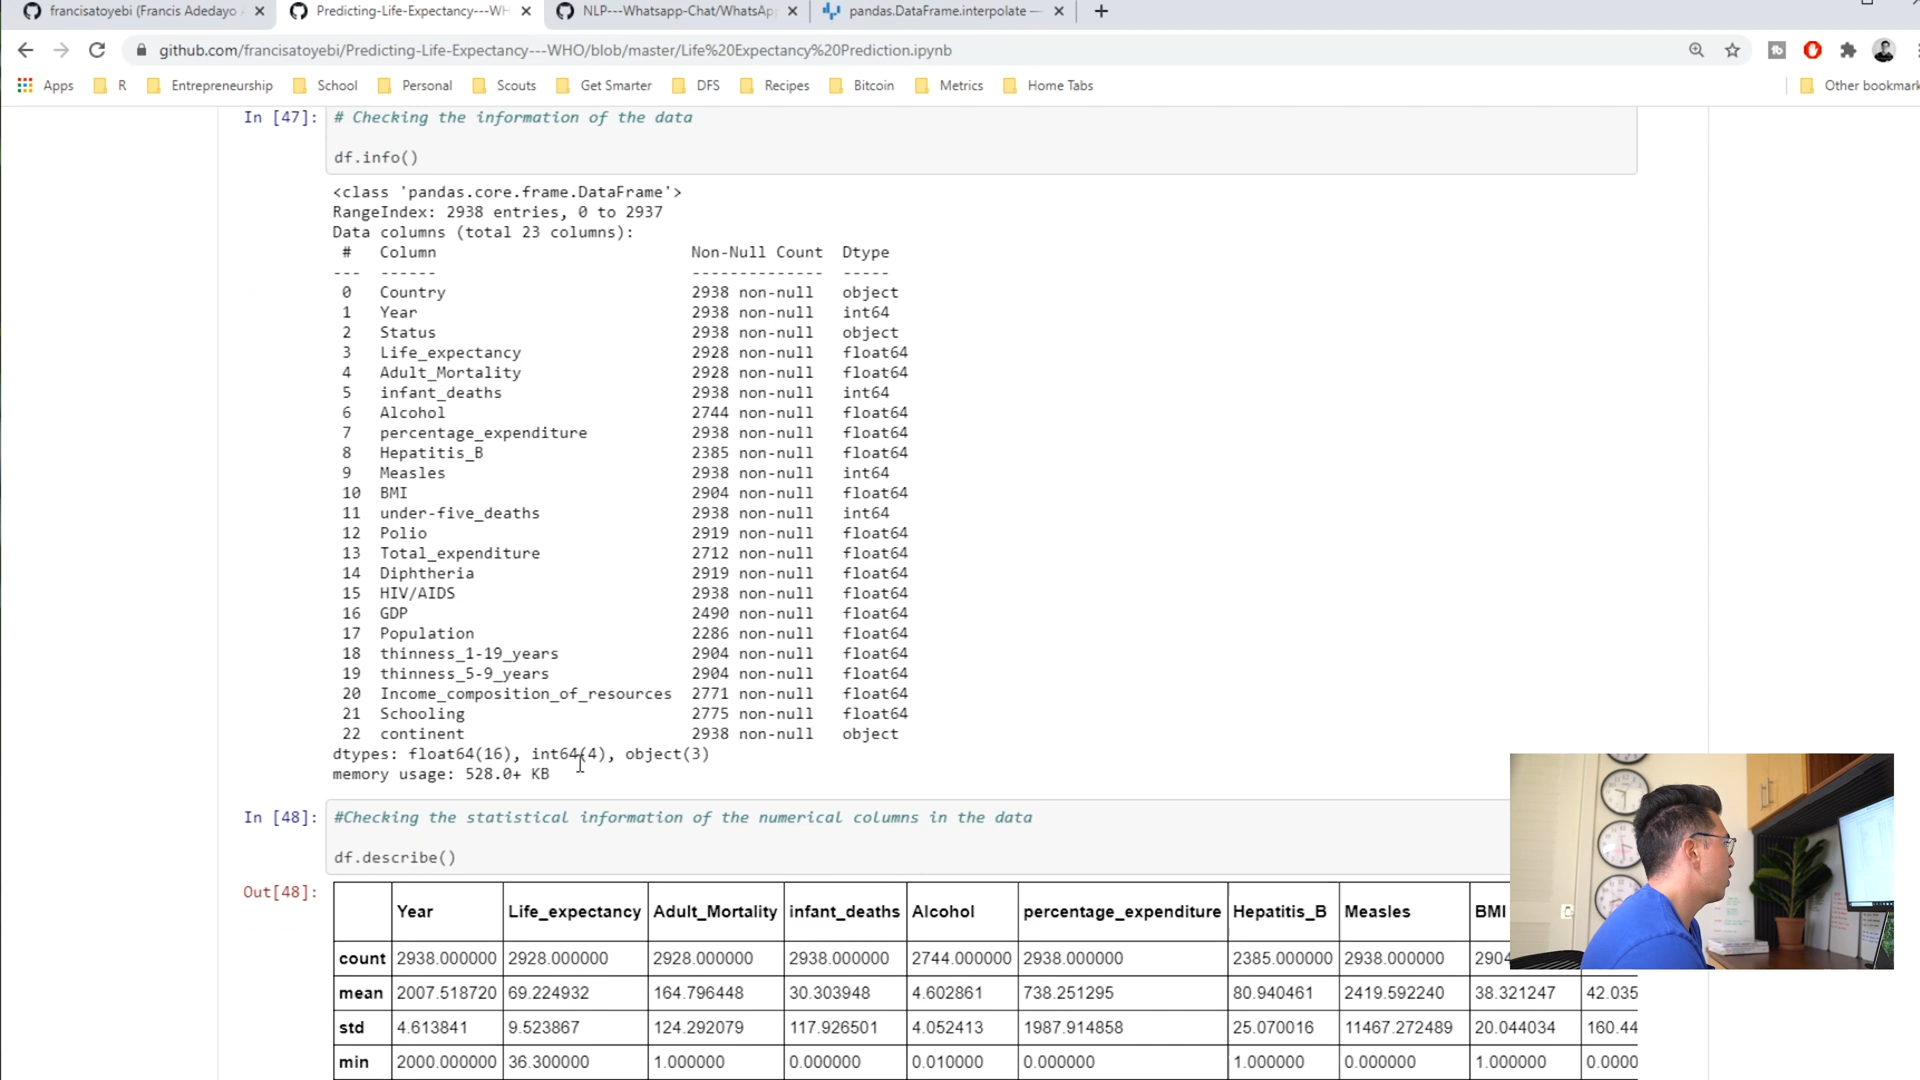 francisatoyebi (Francis Adedayo
Predicting-Life-Expectancy---WH
NLP---Whatsapp-Chat/WhatsAp
pandas.DataFrame.interpolate —
github.com/francisatoyebi/Predicting-Life-Expectancy---WHO/blob/master/Life%20Expectancy%20Prediction.ipynb
Apps R Entrepreneurship School Personal Scouts Get Smarter DFS Recipes Bitcoin Metrics Home Tabs Other bookmark
In [47]: # Checking the information of the data
df.info()
<class 'pandas.core.frame.DataFrame'>
RangeIndex: 2938 entries, 0 to 2937
Data columns (total 23 columns):
# Column Non-Null Count Dtype
--- ------ -------------- -----
0 Country 2938 non-null object
1 Year 2938 non-null int64
2 Status 2938 non-null object
3 Life_expectancy 2928 non-null float64
4 Adult_Mortality 2928 non-null float64
5 infant_deaths 2938 non-null int64
6 Alcohol 2744 non-null float64
7 percentage_expenditure 2938 non-null float64
8 Hepatitis_B 2385 non-null float64
9 Measles 2938 non-null int64
10 BMI 2904 non-null float64
11 under-five_deaths 2938 non-null int64
12 Polio 2919 non-null float64
13 Total_expenditure 2712 non-null float64
14 Diphtheria 2919 non-null float64
15 HIV/AIDS 2938 non-null float64
16 GDP 2490 non-null float64
17 Population 2286 non-null float64
18 thinness_1-19_years 2904 non-null float64
19 thinness_5-9_years 2904 non-null float64
20 Income_composition_of_resources 2771 non-null float64
21 Schooling 2775 non-null float64
22 continent 2938 non-null object
dtypes: float64(16), int64(4), object(3)
memory usage: 528.0+ KB
In [48]: #Checking the statistical information of the numerical columns in the data
df.describe()
Out[48]:
Year Life_expectancy Adult_Mortality infant_deaths Alcohol percentage_expenditure Hepatitis_B Measles BMI
count 2938.000000 2928.000000 2928.000000 2938.000000 2744.000000 2938.000000 2385.000000 2938.000000 2904
mean 2007.518720 69.224932 164.796448 30.303948 4.602861 738.251295 80.940461 2419.592240 38.321247 42.035
std 4.613841 9.523867 124.292079 117.926501 4.052413 1987.914858 25.070016 11467.272489 20.044034 160.44
min 2000.000000 36.300000 1.000000 0.000000 0.010000 0.000000 1.000000 0.000000 1.000000 0.0000